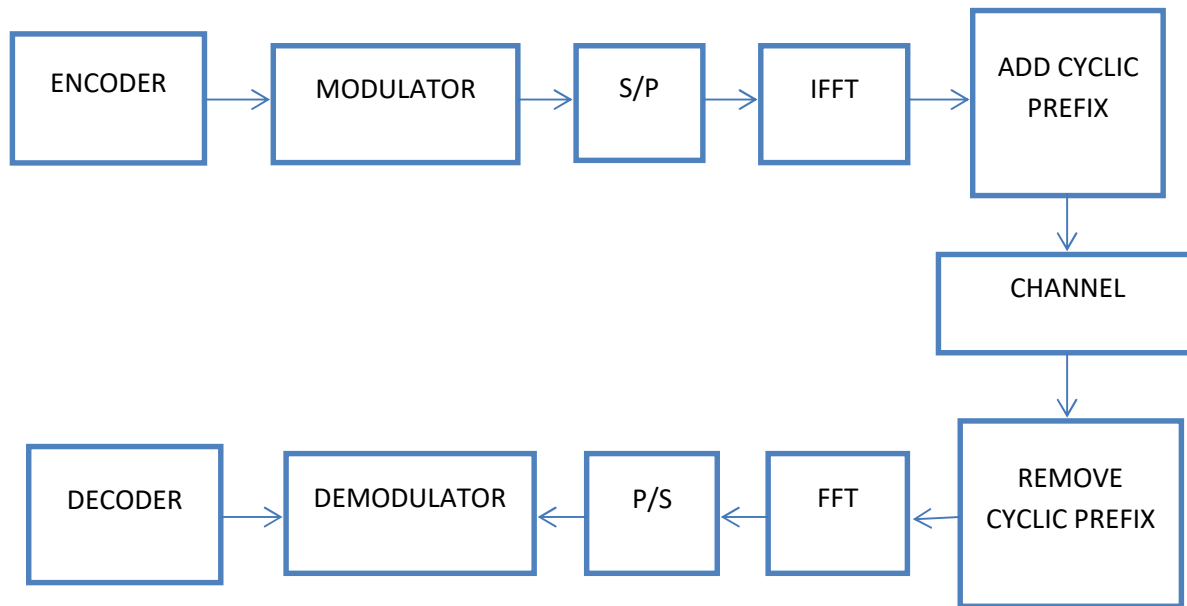 ENCODER
MODULATOR
S/P
IFFT
ADD CYCLIC
PREFIX
CHANNEL
DECODER
DEMODULATOR
P/S
FFT
REMOVE
CYCLIC PREFIX